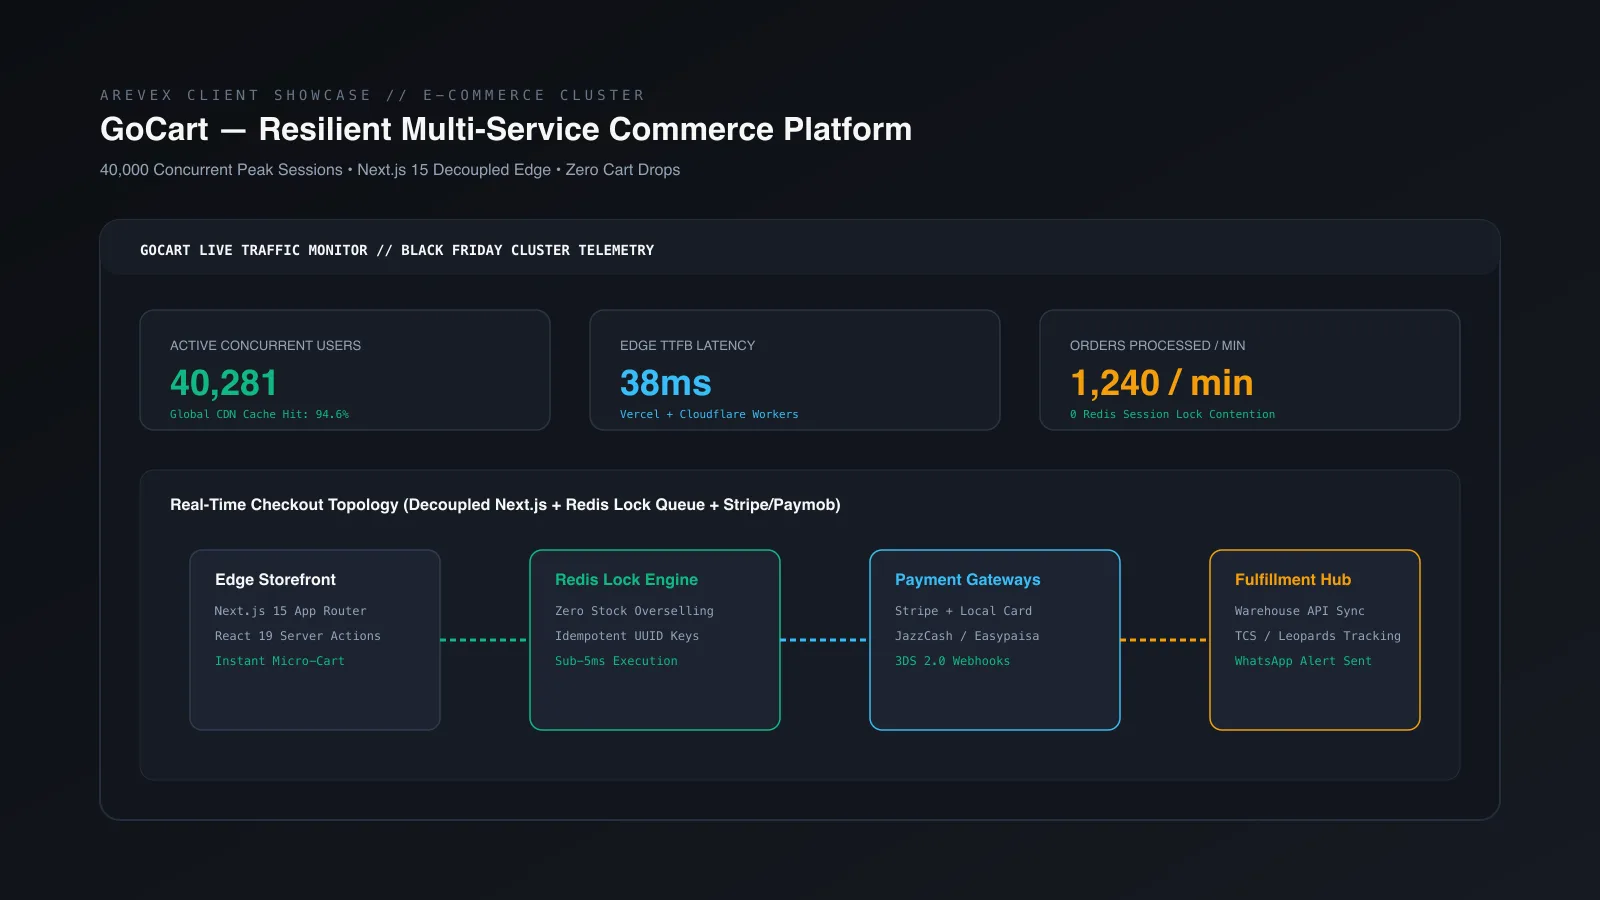 AREVEX CLIENT SHOWCASE // E-COMMERCE CLUSTER
GoCart — Resilient Multi-Service Commerce Platform
40,000 Concurrent Peak Sessions • Next.js 15 Decoupled Edge • Zero Cart Drops
GOCART LIVE TRAFFIC MONITOR // BLACK FRIDAY CLUSTER TELEMETRY
ACTIVE CONCURRENT USERS
40,281
Global CDN Cache Hit: 94.6%
EDGE TTFB LATENCY
38ms
Vercel + Cloudflare Workers
ORDERS PROCESSED / MIN
1,240 / min
0 Redis Session Lock Contention
Real-Time Checkout Topology (Decoupled Next.js + Redis Lock Queue + Stripe/Paymob)
Edge Storefront
Next.js 15 App Router
React 19 Server Actions
Instant Micro-Cart
Redis Lock Engine
Zero Stock Overselling
Idempotent UUID Keys
Sub-5ms Execution
Payment Gateways
Stripe + Local Card
JazzCash / Easypaisa
3DS 2.0 Webhooks
Fulfillment Hub
Warehouse API Sync
TCS / Leopards Tracking
WhatsApp Alert Sent